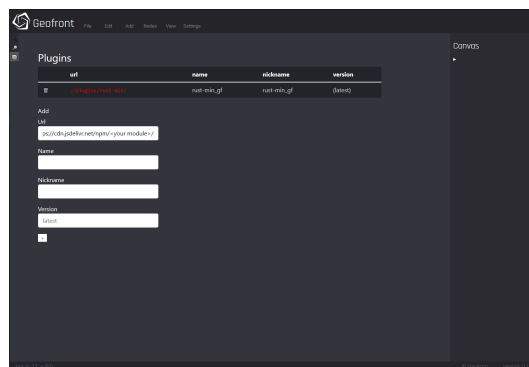 Geofront
File Edit Add Nodes View Settings
Canvas
Plugins
url name nickname version
rust-min_gf rust-min_gf (latest)
Add
Url
ps://cdn.jsdelivr.net/npm/<your module>/
Name
Nickname
Version
latest
+